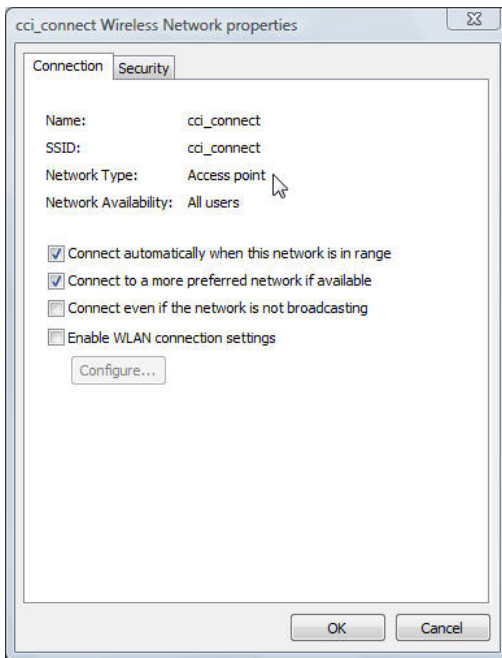 cci_connect Wireless Network properties
Connection Security
Name: cci_connect
SSID: cci_connect
Network Type: Access point
Network Availability: All users
Connect automatically when this network is in range
Connect to a more preferred network if available
Connect even if the network is not broadcasting
Enable WLAN connection settings
Configure...
OK Cancel